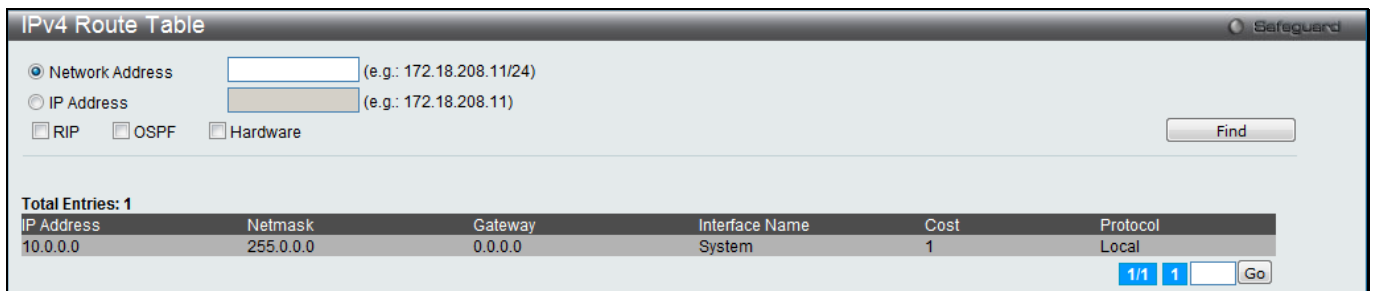 IPv4 Route Table
Safeguard
Network Address (e.g.: 172.18.208.11/24)
IP Address (e.g.: 172.18.208.11)
RIP OSPF Hardware Find
Total Entries: 1
IP Address Netmask Gateway Interface Name Cost Protocol
10.0.0.0 255.0.0.0 0.0.0.0 System 1 Local
1/1 1 Go